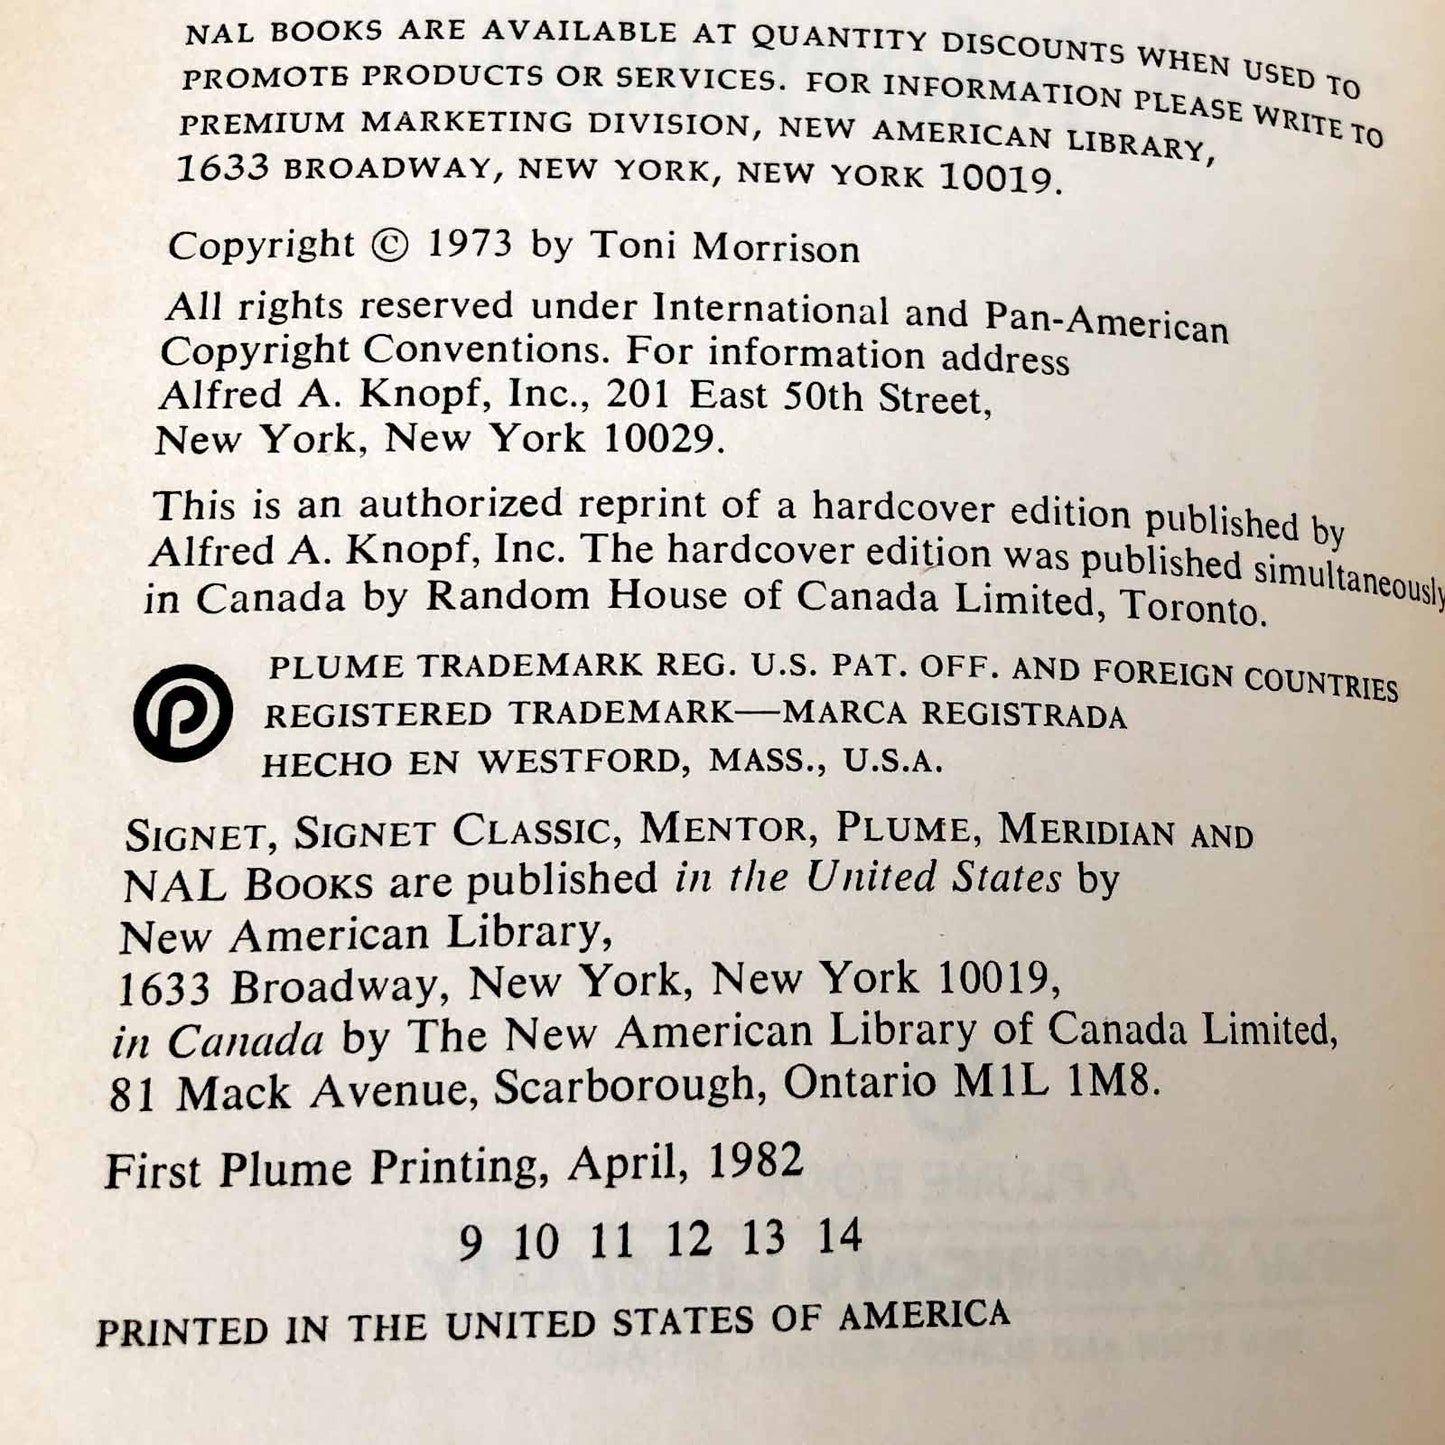 NAL BOOKS ARE AVAILABLE AT QUANTITY DISCOUNTS WHEN USED TO
PROMOTE PRODUCTS OR SERVICES. FOR INFORMATION PLEASE WRITE TO
PREMIUM MARKETING DIVISION, NEW AMERICAN LIBRARY,
1633 BROADWAY, NEW YORK, NEW YORK 10019.
Copyright © 1973 by Toni Morrison
All rights reserved under International and Pan-American
Copyright Conventions. For information address
Alfred A. Knopf, Inc., 201 East 50th Street,
New York, New York 10029.
This is an authorized reprint of a hardcover edition published by
Alfred A. Knopf, Inc. The hardcover edition was published simultaneously
in Canada by Random House of Canada Limited, Toronto.
PLUME TRADEMARK REG. U.S. PAT. OFF. AND FOREIGN COUNTRIES
REGISTERED TRADEMARK—MARCA REGISTRADA
HECHO EN WESTFORD, MASS., U.S.A.
SIGNET, SIGNET CLASSIC, MENTOR, PLUME, MERIDIAN AND
NAL BOOKS are published in the United States by
New American Library,
1633 Broadway, New York, New York 10019,
in Canada by The New American Library of Canada Limited,
81 Mack Avenue, Scarborough, Ontario M1L 1M8.
First Plume Printing, April, 1982
9 10 11 12 13 14
PRINTED IN THE UNITED STATES OF AMERICA